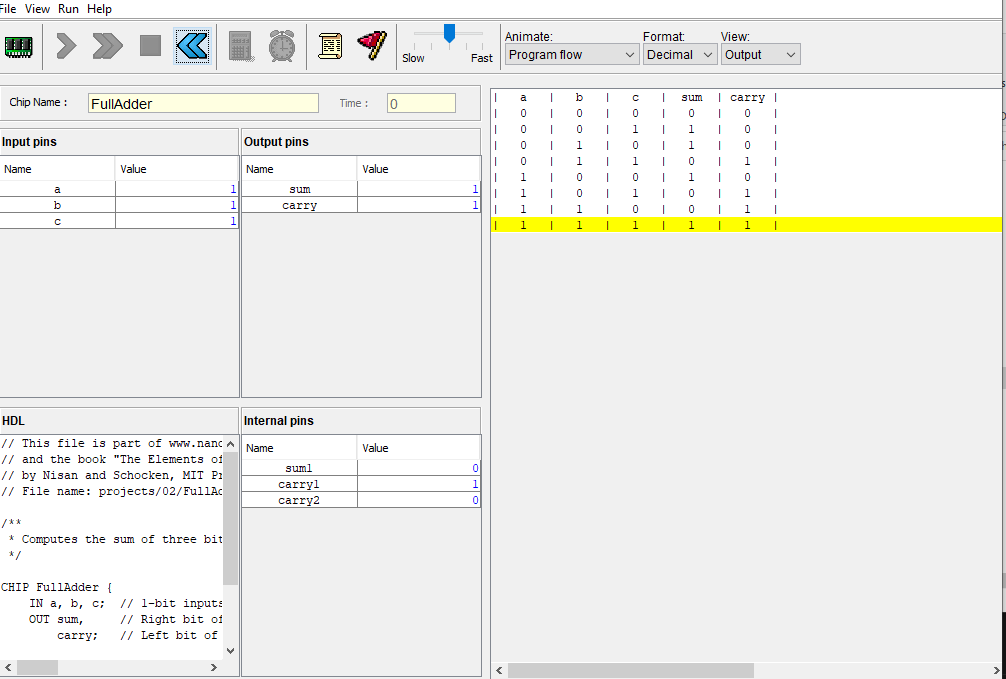 File View Run Help
Slow Fast
Animate: Format: View:
Program flow Decimal Output
Chip Name : FullAdder Time : 0
Input pins
Name Value
a 1
b 1
c 1
Output pins
Name Value
sum 1
carry 1
HDL
// This file is part of www.nand
// and the book "The Elements of
// by Nisan and Schocken, MIT Pr
// File name: projects/02/FullAd
/**
* Computes the sum of three bit
*/
CHIP FullAdder {
IN a, b, c; // 1-bit inputs
OUT sum, // Right bit of
carry; // Left bit of
Internal pins
Name Value
sum1 0
carry1 1
carry2 0
| a | b | c | sum | carry |
| 0 | 0 | 0 | 0 | 0 |
| 0 | 0 | 1 | 1 | 0 |
| 0 | 1 | 0 | 1 | 0 |
| 0 | 1 | 1 | 0 | 1 |
| 1 | 0 | 0 | 1 | 0 |
| 1 | 0 | 1 | 0 | 1 |
| 1 | 1 | 0 | 0 | 1 |
| 1 | 1 | 1 | 1 | 1 |